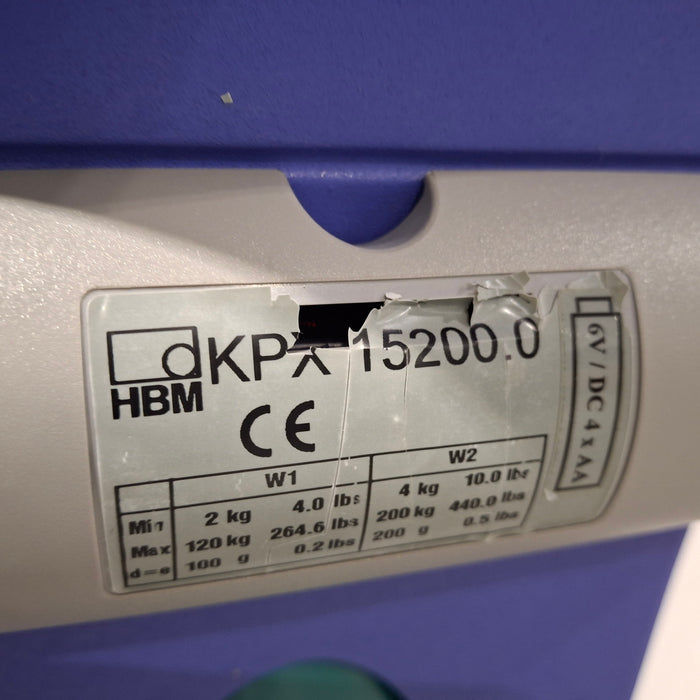 d
HBM
KPX 15200.0
CE
6V / DC 4 x AA
W1 W2
Min 2 kg 4.0 lbs 4 kg 10.0 lbs
Max 120 kg 264.6 lbs 200 kg 440.0 lbs
d=e 100 g 0.2 lbs 200 g 0.5 lbs